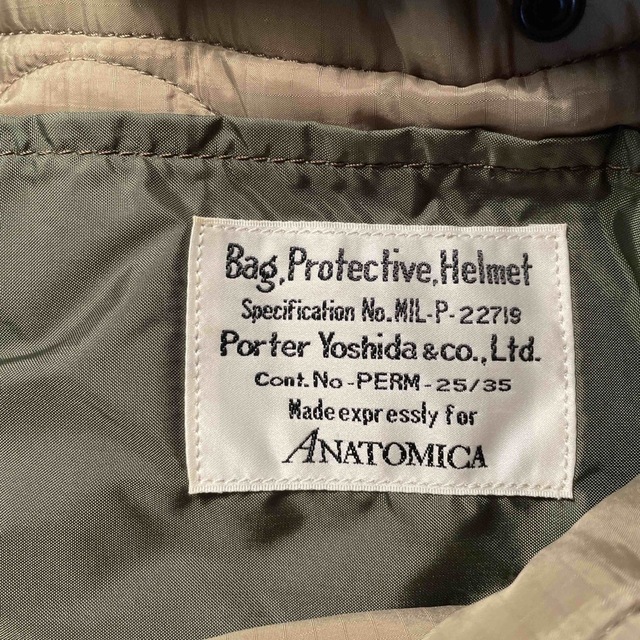 Bag,Protective,Helmet
Specification No.MIL-P-22719
Porter Yoshida & co., Ltd.
Cont.No-PERM-25/35
Made expressly for
ANATOMICA